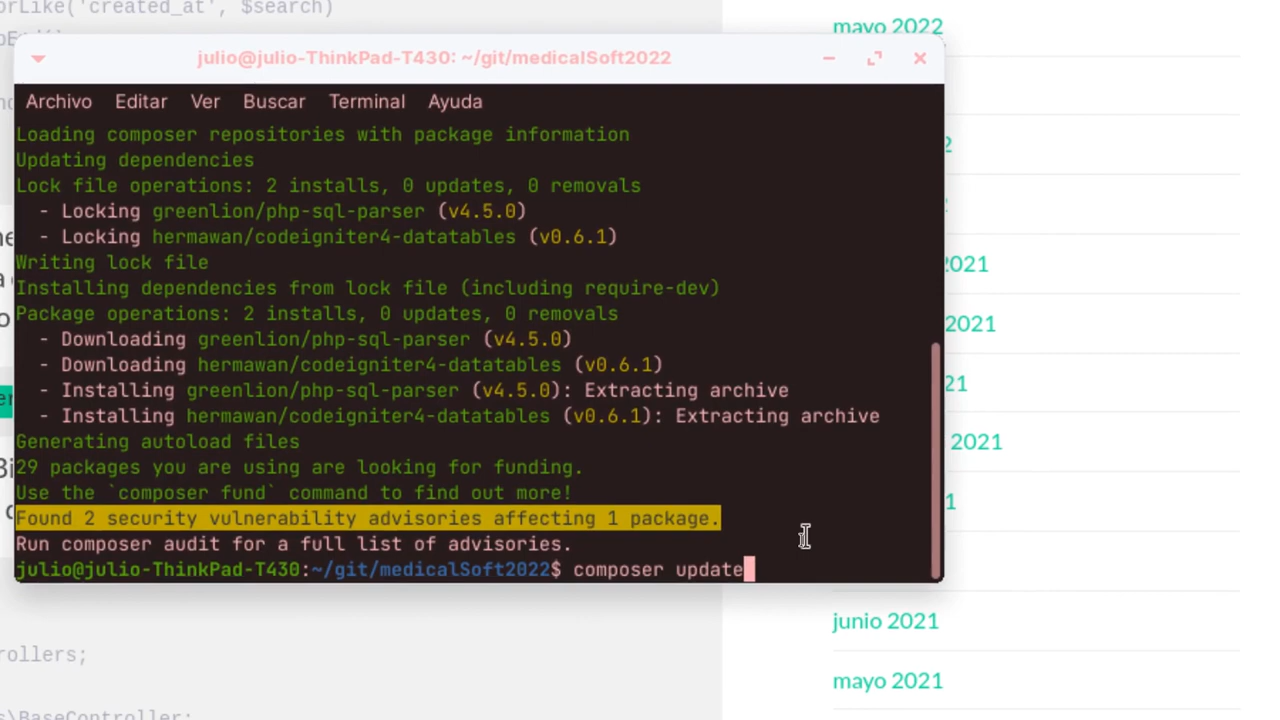 orLike('created_at', $search)
mayo 2022
julio@julio-ThinkPad-T430: ~/git/medicalSoft2022
Archivo Editar Ver Buscar Terminal Ayuda
Loading composer repositories with package information
Updating dependencies
Lock file operations: 2 installs, 0 updates, 0 removals
- Locking greenlion/php-sql-parser (v4.5.0)
- Locking hermawan/codeigniter4-datatables (v0.6.1)
Writing lock file
Installing dependencies from lock file (including require-dev)
Package operations: 2 installs, 0 updates, 0 removals
- Downloading greenlion/php-sql-parser (v4.5.0)
- Downloading hermawan/codeigniter4-datatables (v0.6.1)
- Installing greenlion/php-sql-parser (v4.5.0): Extracting archive
- Installing hermawan/codeigniter4-datatables (v0.6.1): Extracting archive
Generating autoload files
29 packages you are using are looking for funding.
Use the `composer fund` command to find out more!
Found 2 security vulnerability advisories affecting 1 package.
Run composer audit for a full list of advisories.
julio@julio-ThinkPad-T430:~/git/medicalSoft2022$ composer update
2021
2021
21
2021
junio 2021
mayo 2021
rollers;
s\BaseController;